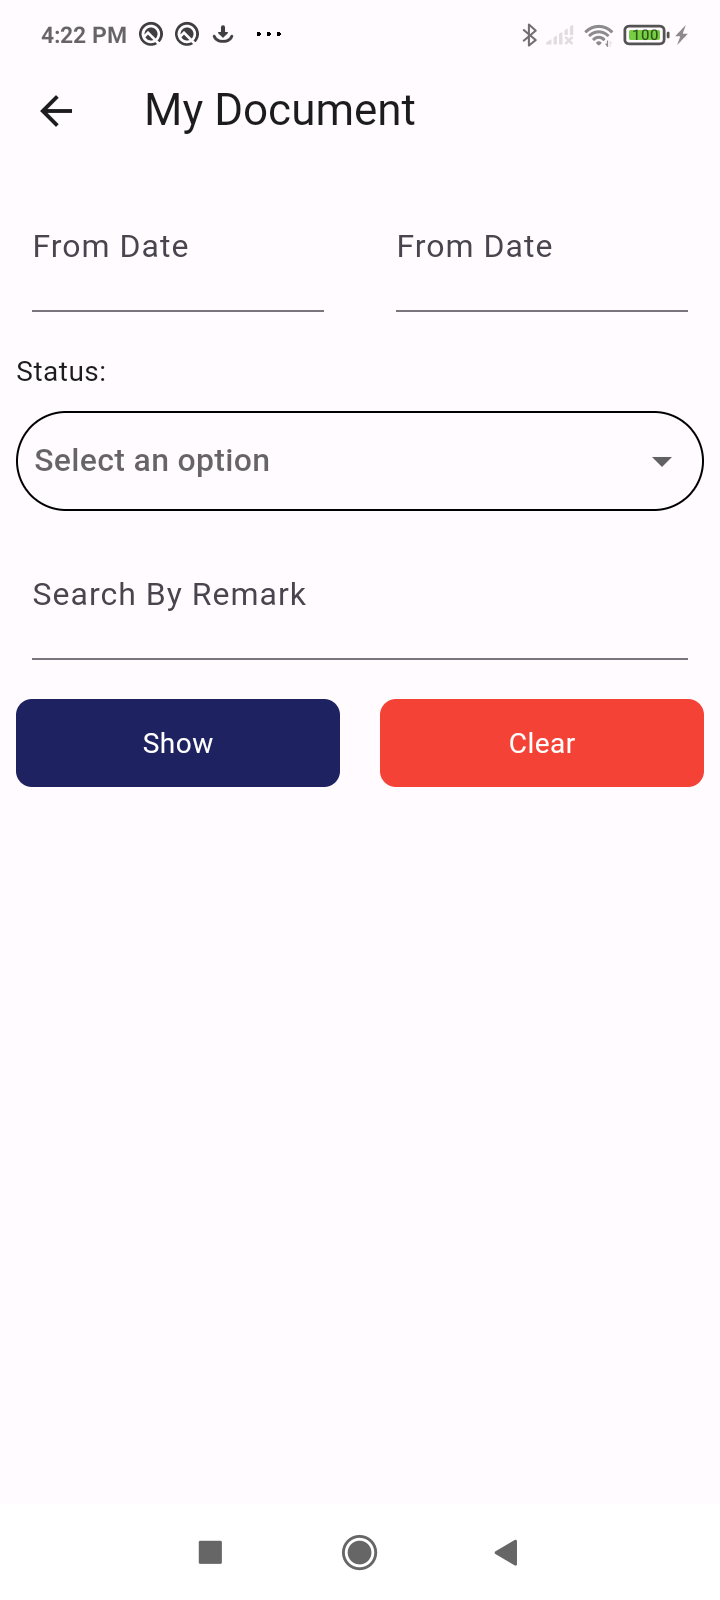 4:22 PM
100
My Document
From Date
From Date
Status:
Select an option
Search By Remark
Show
Clear